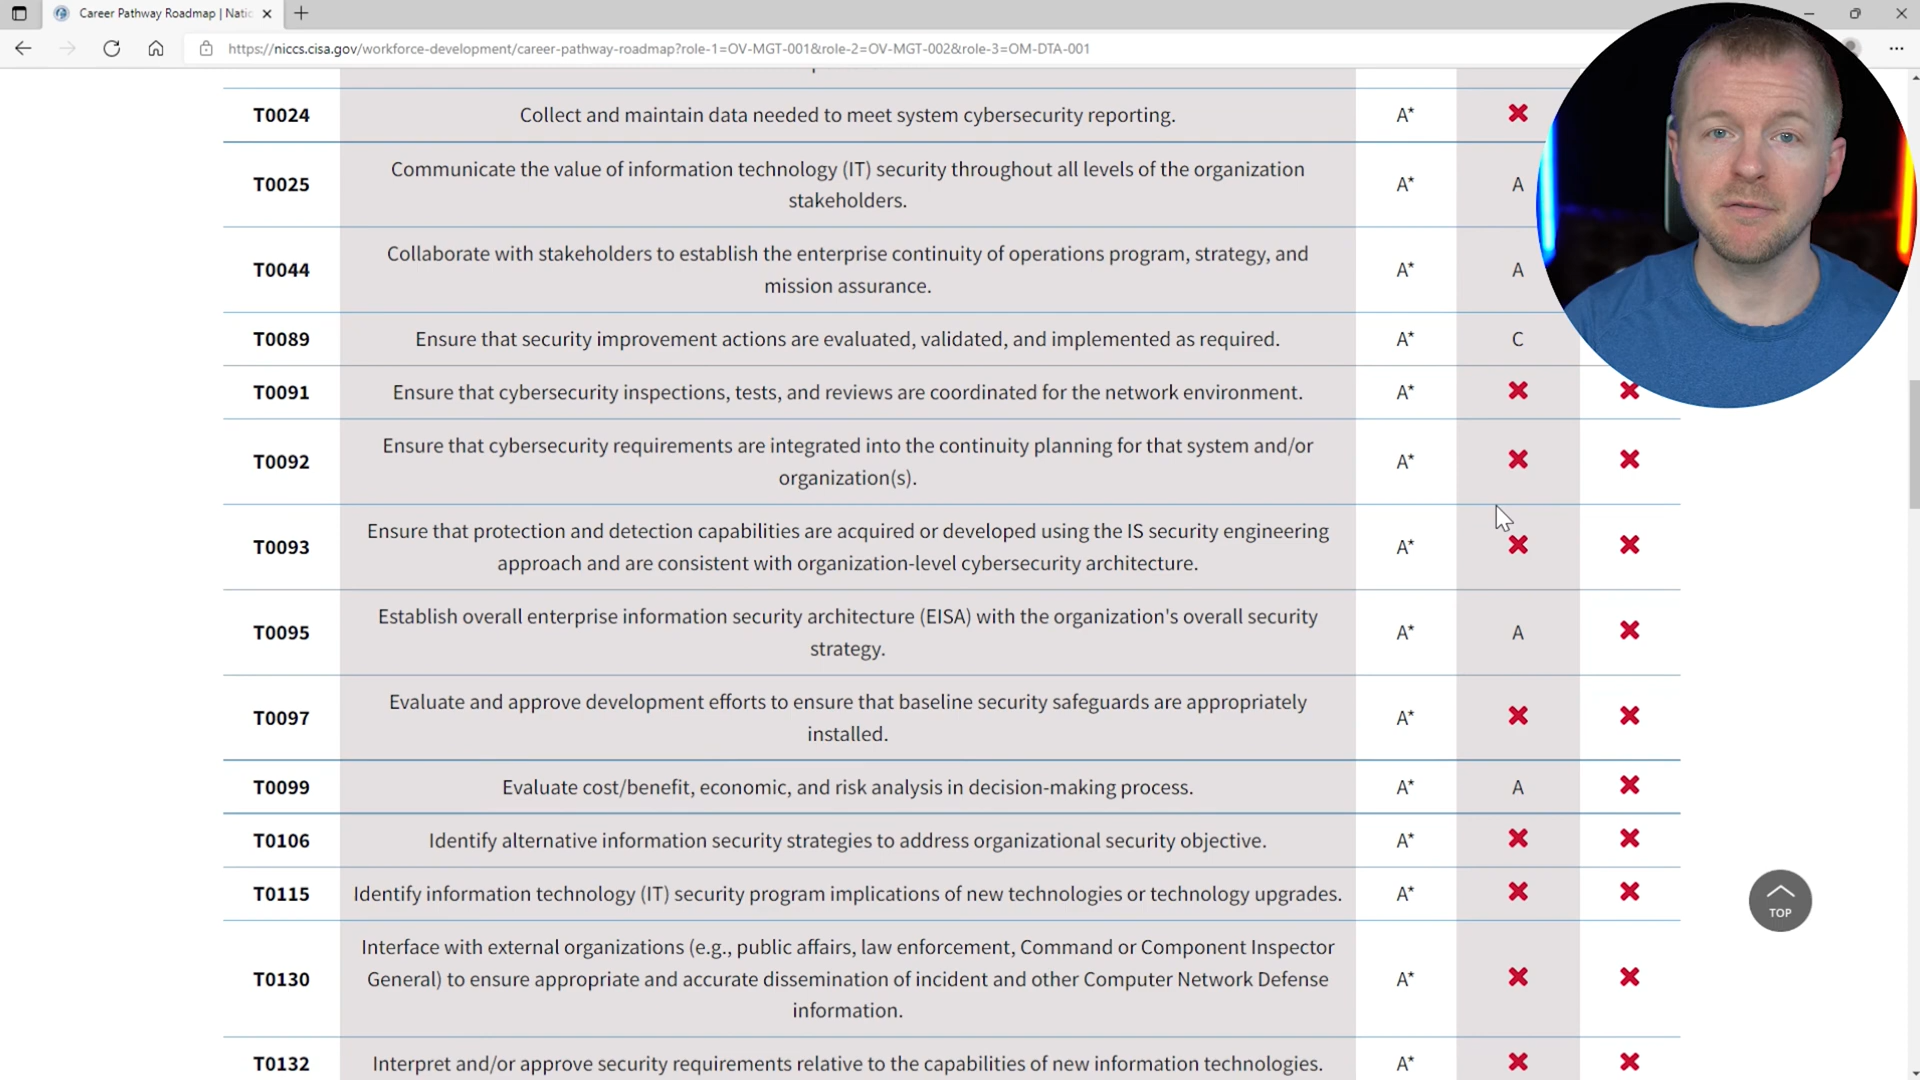 Career Pathway Roadmap | Natic
https://niccs.cisa.gov/workforce-development/career-pathway-roadmap?role-1=OV-MGT-001&role-2=OV-MGT-002&role-3=OM-DTA-001
T0024 Collect and maintain data needed to meet system cybersecurity reporting. A*
T0025 Communicate the value of information technology (IT) security throughout all levels of the organization
stakeholders. A* A
T0044 Collaborate with stakeholders to establish the enterprise continuity of operations program, strategy, and
mission assurance. A* A
T0089 Ensure that security improvement actions are evaluated, validated, and implemented as required. A* C
T0091 Ensure that cybersecurity inspections, tests, and reviews are coordinated for the network environment. A*
T0092 Ensure that cybersecurity requirements are integrated into the continuity planning for that system and/or
organization(s). A*
T0093 Ensure that protection and detection capabilities are acquired or developed using the IS security engineering
approach and are consistent with organization-level cybersecurity architecture. A*
T0095 Establish overall enterprise information security architecture (EISA) with the organization's overall security
strategy. A* A
T0097 Evaluate and approve development efforts to ensure that baseline security safeguards are appropriately
installed. A*
T0099 Evaluate cost/benefit, economic, and risk analysis in decision-making process. A* A
T0106 Identify alternative information security strategies to address organizational security objective. A*
T0115 Identify information technology (IT) security program implications of new technologies or technology upgrades. A*
TOP
T0130 Interface with external organizations (e.g., public affairs, law enforcement, Command or Component Inspector
General) to ensure appropriate and accurate dissemination of incident and other Computer Network Defense
information. A*
T0132 Interpret and/or approve security requirements relative to the capabilities of new information technologies. A*